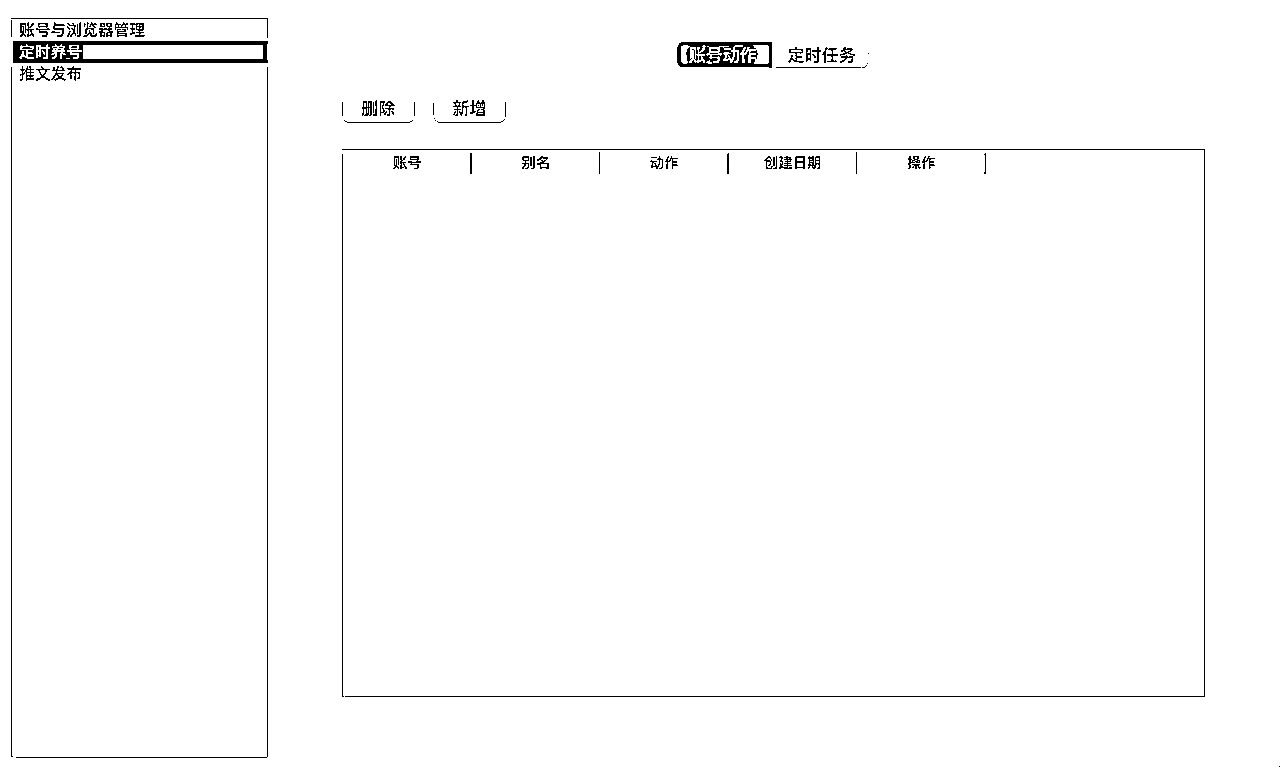 账号与浏览器管理
定时养号
推文发布
账号动作 定时任务
删除 新增
账号 别名 动作 创建日期 操作